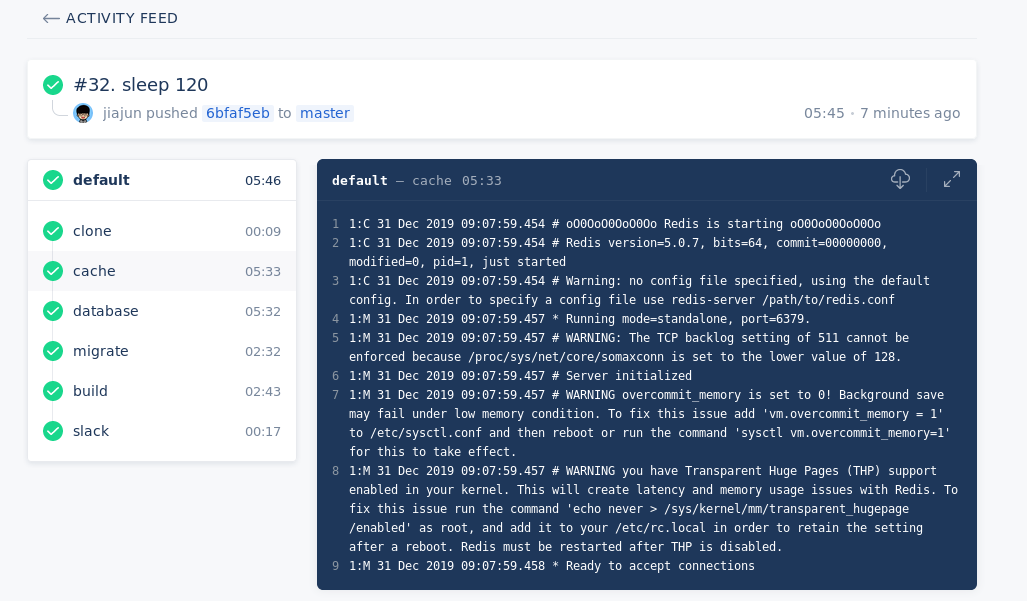 ACTIVITY FEED
#32. sleep 120
jiajun pushed 6bfaf5eb to master 05:45 · 7 minutes ago
default 05:46
clone 00:09
cache 05:33
database 05:32
migrate 02:32
build 02:43
slack 00:17
default — cache 05:33
1 1:C 31 Dec 2019 09:07:59.454 # oO0OoO0OoO0Oo Redis is starting oO0OoO0OoO0Oo
2 1:C 31 Dec 2019 09:07:59.454 # Redis version=5.0.7, bits=64, commit=00000000,
modified=0, pid=1, just started
3 1:C 31 Dec 2019 09:07:59.454 # Warning: no config file specified, using the default
config. In order to specify a config file use redis-server /path/to/redis.conf
4 1:M 31 Dec 2019 09:07:59.457 * Running mode=standalone, port=6379.
5 1:M 31 Dec 2019 09:07:59.457 # WARNING: The TCP backlog setting of 511 cannot be
enforced because /proc/sys/net/core/somaxconn is set to the lower value of 128.
6 1:M 31 Dec 2019 09:07:59.457 # Server initialized
7 1:M 31 Dec 2019 09:07:59.457 # WARNING overcommit_memory is set to 0! Background save
may fail under low memory condition. To fix this issue add 'vm.overcommit_memory = 1'
to /etc/sysctl.conf and then reboot or run the command 'sysctl vm.overcommit_memory=1'
for this to take effect.
8 1:M 31 Dec 2019 09:07:59.457 # WARNING you have Transparent Huge Pages (THP) support
enabled in your kernel. This will create latency and memory usage issues with Redis. To
fix this issue run the command 'echo never > /sys/kernel/mm/transparent_hugepage
/enabled' as root, and add it to your /etc/rc.local in order to retain the setting
after a reboot. Redis must be restarted after THP is disabled.
9 1:M 31 Dec 2019 09:07:59.458 * Ready to accept connections